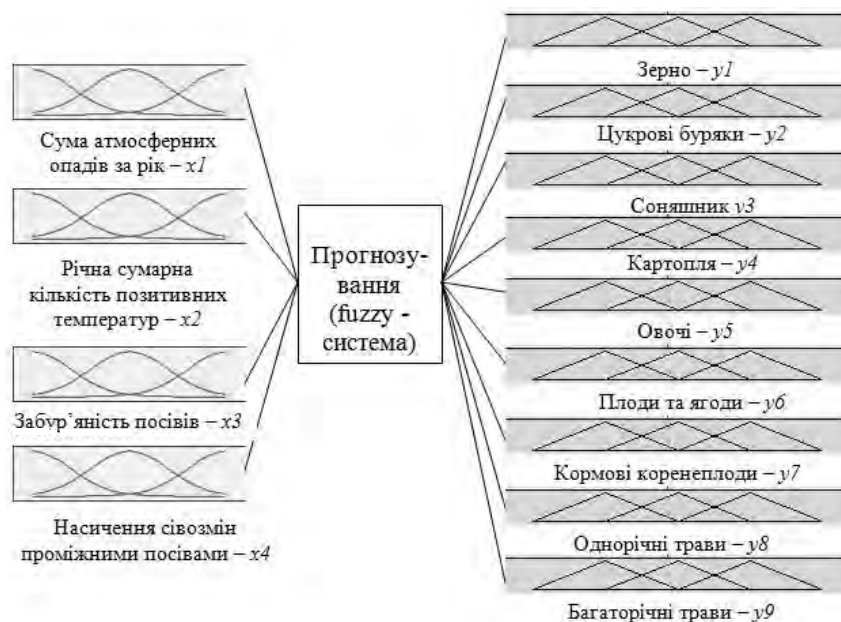 Сума атмосферних
опадів за рік – x1
Річна сумарна
кількість позитивних
температур – x2
Забур’яність посівів – x3
Насичення сівозмін
проміжними посівами – x4
Прогнозу-
вання
(fuzzy -
система)
Зерно – y1
Цукрові буряки – y2
Соняшник y3
Картопля – y4
Овочі – y5
Плоди та ягоди – y6
Кормові коренеплоди – y7
Однорічні трави – y8
Багаторічні трави – y9